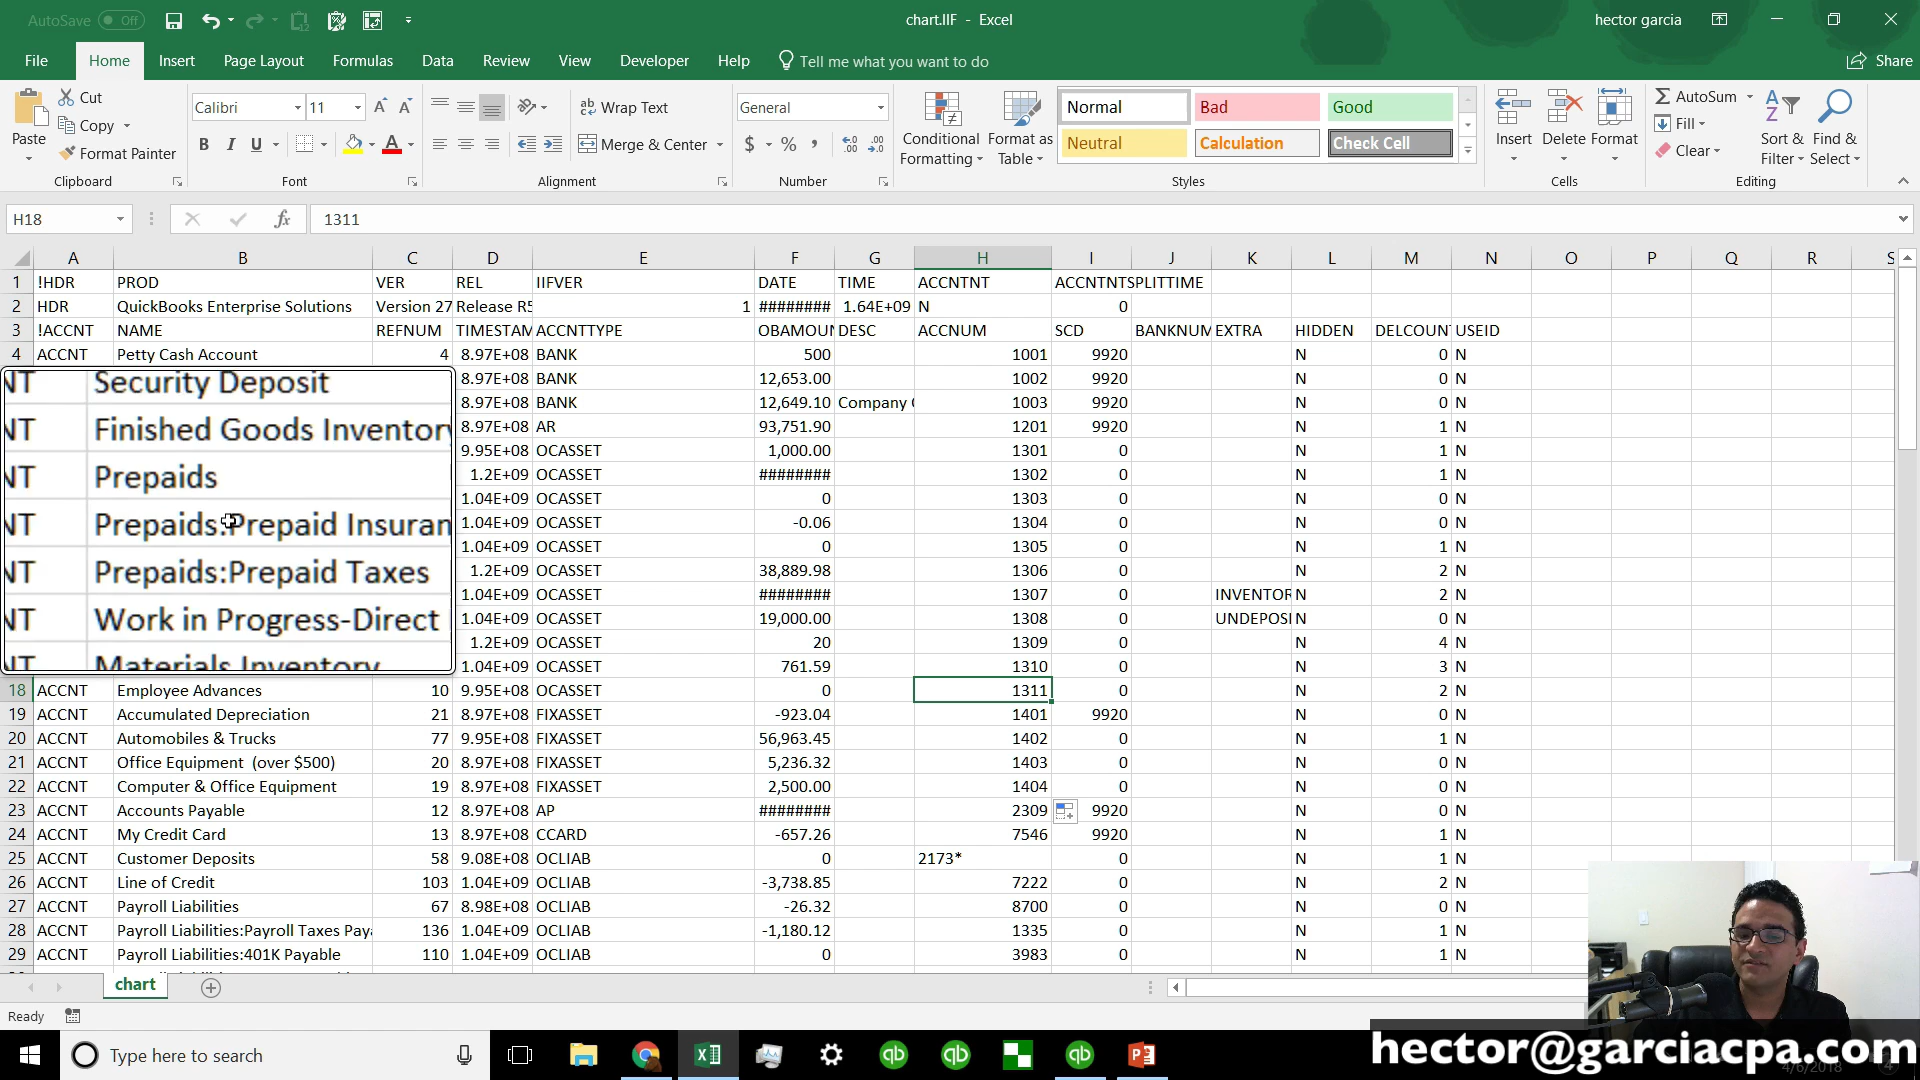 AutoSave Off chart.IIF - Excel hector garcia
File Home Insert Page Layout Formulas Data Review View Developer Help Tell me what you want to do Share
Cut Calibri 11 Wrap Text General Normal Bad Good AutoSum
Copy Fill
Paste Format Painter B I U Merge & Center $ % , Conditional Formatting Format as Table Neutral Calculation Check Cell Insert Delete Format Clear Sort & Filter Find & Select
Clipboard Font Alignment Number Styles Cells Editing
H18 fx 1311
A B C D E F G H I J K L M N O P Q R S
1 !HDR PROD VER REL IIFVER DATE TIME ACCNTNT ACCNTNTSPLITTIME
2 HDR QuickBooks Enterprise Solutions Version 27 Release R5 1 ######## 1.64E+09 N 0
3 !ACCNT NAME REFNUM TIMESTAM ACCNTTYPE OBAMOUN DESC ACCNUM SCD BANKNUM EXTRA HIDDEN DELCOUNT USEID
4 ACCNT Petty Cash Account 4 8.97E+08 BANK 500 1001 9920 N 0 N
NT Security Deposit 8.97E+08 BANK 12,653.00 1002 9920 N 0 N
8.97E+08 BANK 12,649.10 Company 1003 9920 N 0 N
NT Finished Goods Inventory 8.97E+08 AR 93,751.90 1201 9920 N 1 N
9.95E+08 OCASSET 1,000.00 1301 0 N 1 N
NT Prepaids 1.2E+09 OCASSET ######## 1302 0 N 1 N
1.04E+09 OCASSET 0 1303 0 N 0 N
NT Prepaids:Prepaid Insuran 1.04E+09 OCASSET -0.06 1304 0 N 0 N
1.04E+09 OCASSET 0 1305 0 N 1 N
NT Prepaids:Prepaid Taxes 1.2E+09 OCASSET 38,889.98 1306 0 N 2 N
1.04E+09 OCASSET ######## 1307 0 INVENTOR N 2 N
NT Work in Progress-Direct 1.04E+09 OCASSET 19,000.00 1308 0 UNDEPOSI N 0 N
1.2E+09 OCASSET 20 1309 0 N 4 N
NT Materials Inventory 1.04E+09 OCASSET 761.59 1310 0 N 3 N
18 ACCNT Employee Advances 10 9.95E+08 OCASSET 0 1311 0 N 2 N
19 ACCNT Accumulated Depreciation 21 8.97E+08 FIXASSET -923.04 1401 9920 N 0 N
20 ACCNT Automobiles & Trucks 77 9.95E+08 FIXASSET 56,963.45 1402 0 N 1 N
21 ACCNT Office Equipment (over $500) 20 8.97E+08 FIXASSET 5,236.32 1403 0 N 0 N
22 ACCNT Computer & Office Equipment 19 8.97E+08 FIXASSET 2,500.00 1404 0 N 0 N
23 ACCNT Accounts Payable 12 8.97E+08 AP ######## 2309 9920 N 0 N
24 ACCNT My Credit Card 13 8.97E+08 CCARD -657.26 7546 9920 N 1 N
25 ACCNT Customer Deposits 58 9.08E+08 OCLIAB 0 2173* 0 N 1 N
26 ACCNT Line of Credit 103 1.04E+09 OCLIAB -3,738.85 7222 0 N 2 N
27 ACCNT Payroll Liabilities 67 8.98E+08 OCLIAB -26.32 8700 0 N 0 N
28 ACCNT Payroll Liabilities:Payroll Taxes Paya 136 1.04E+09 OCLIAB -1,180.12 1335 0 N 1 N
29 ACCNT Payroll Liabilities:401K Payable 110 1.04E+09 OCLIAB 0 3983 0 N 1 N
chart
Ready
Type here to search
hector@garciacpa.com
4/6/2018